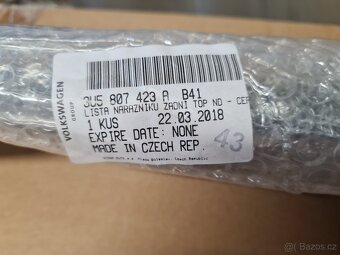 VOLKSWAGEN
GROUP
3U5 807 423 A B41
LISTA NARAZNIKU ZADNI TOP ND - CER
1 KUS 22.03.2018
EXPIRE DATE: NONE
MADE IN CZECH REP.
43
Bazoš.cz